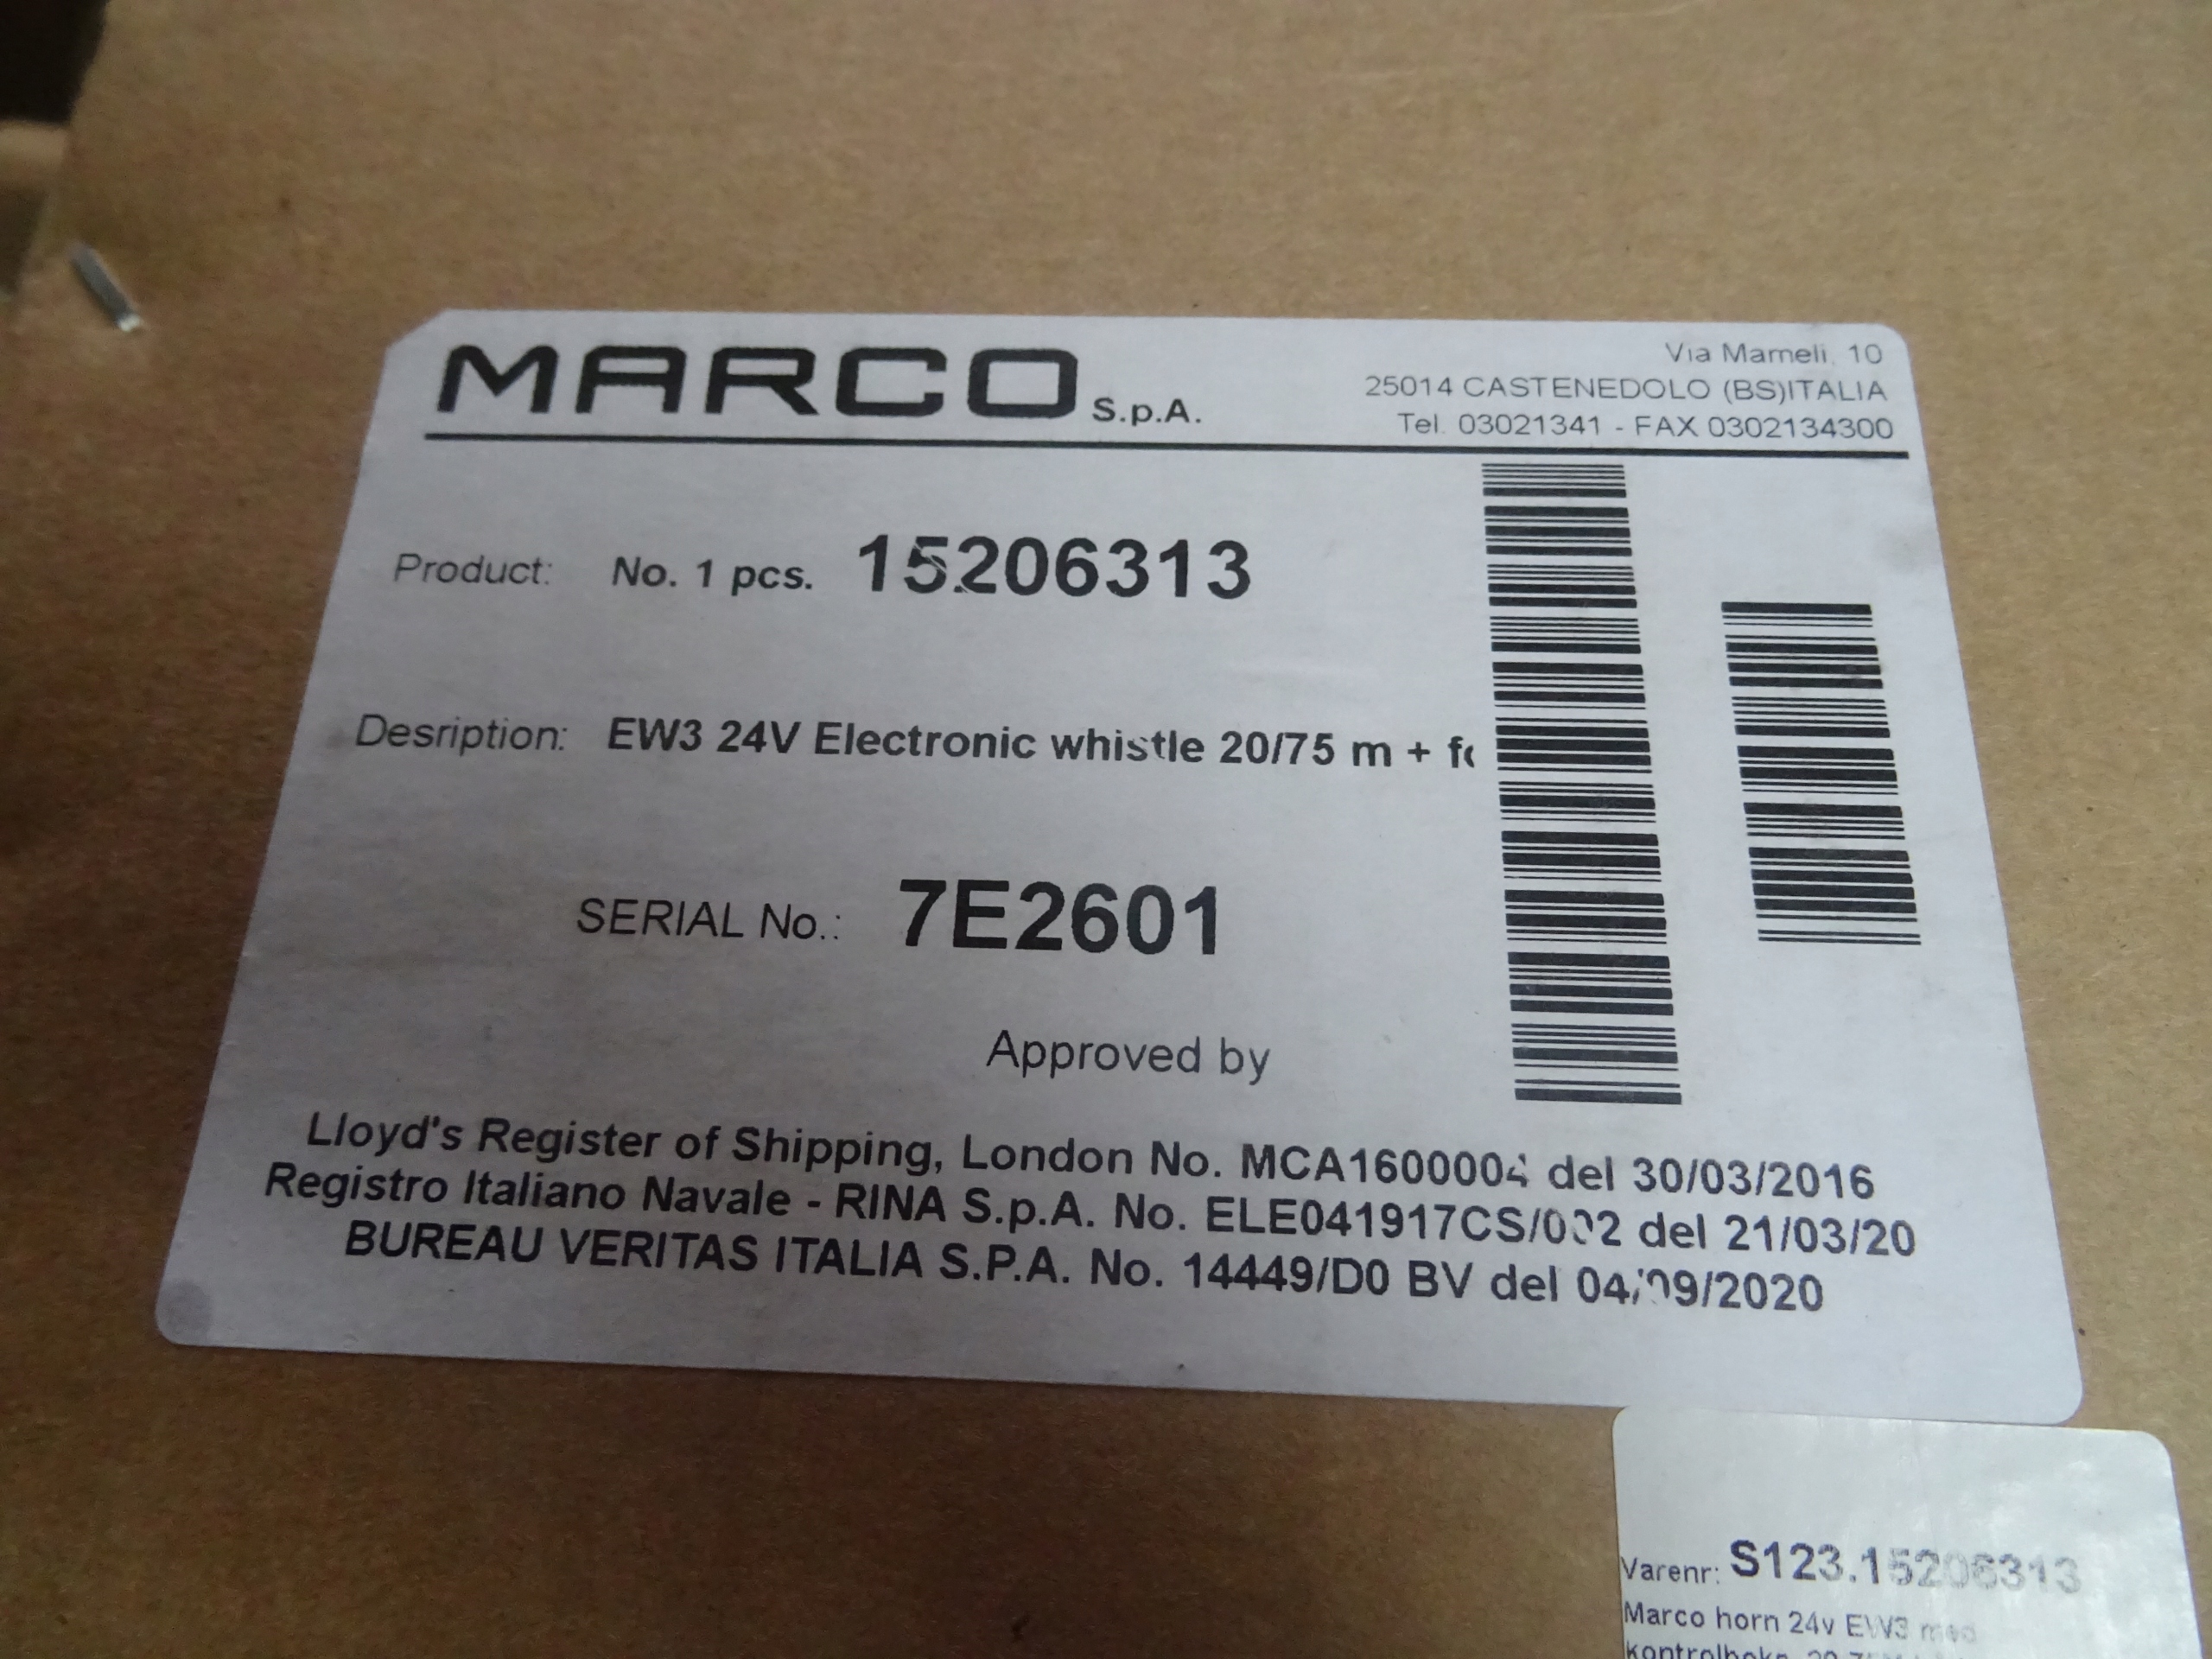 MARCO S.p.A.
Via Mameli, 10
25014 CASTENEDOLO (BS)ITALIA
Tel. 03021341 - FAX 0302134300
Product: No. 1 pcs. 15206313
Desription: EW3 24V Electronic whistle 20/75 m +
SERIAL No.: 7E2601
Approved by
Lloyd's Register of Shipping, London No. MCA1600004 del 30/03/2016
Registro Italiano Navale - RINA S.p.A. No. ELE041917CS/002 del 21/03/20
BUREAU VERITAS ITALIA S.P.A. No. 14449/D0 BV del 04/09/2020
Varenr: S123.15206313
Marco horn 24v EW3 med